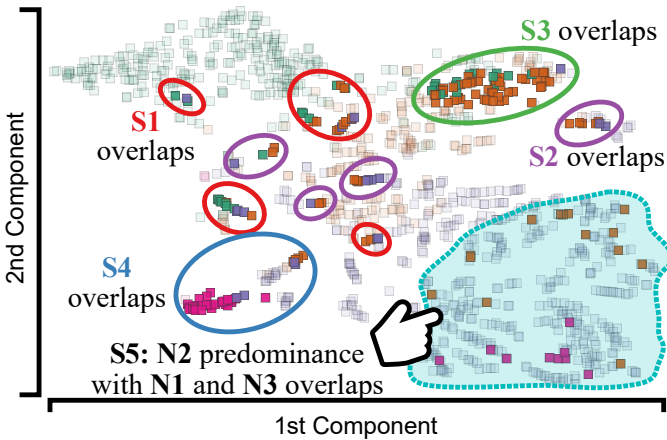 S3 overlaps
S1
overlaps
S2
overlaps
2nd Component
S4
overlaps
S5: N2 predominance
with N1 and N3 overlaps
1st Component